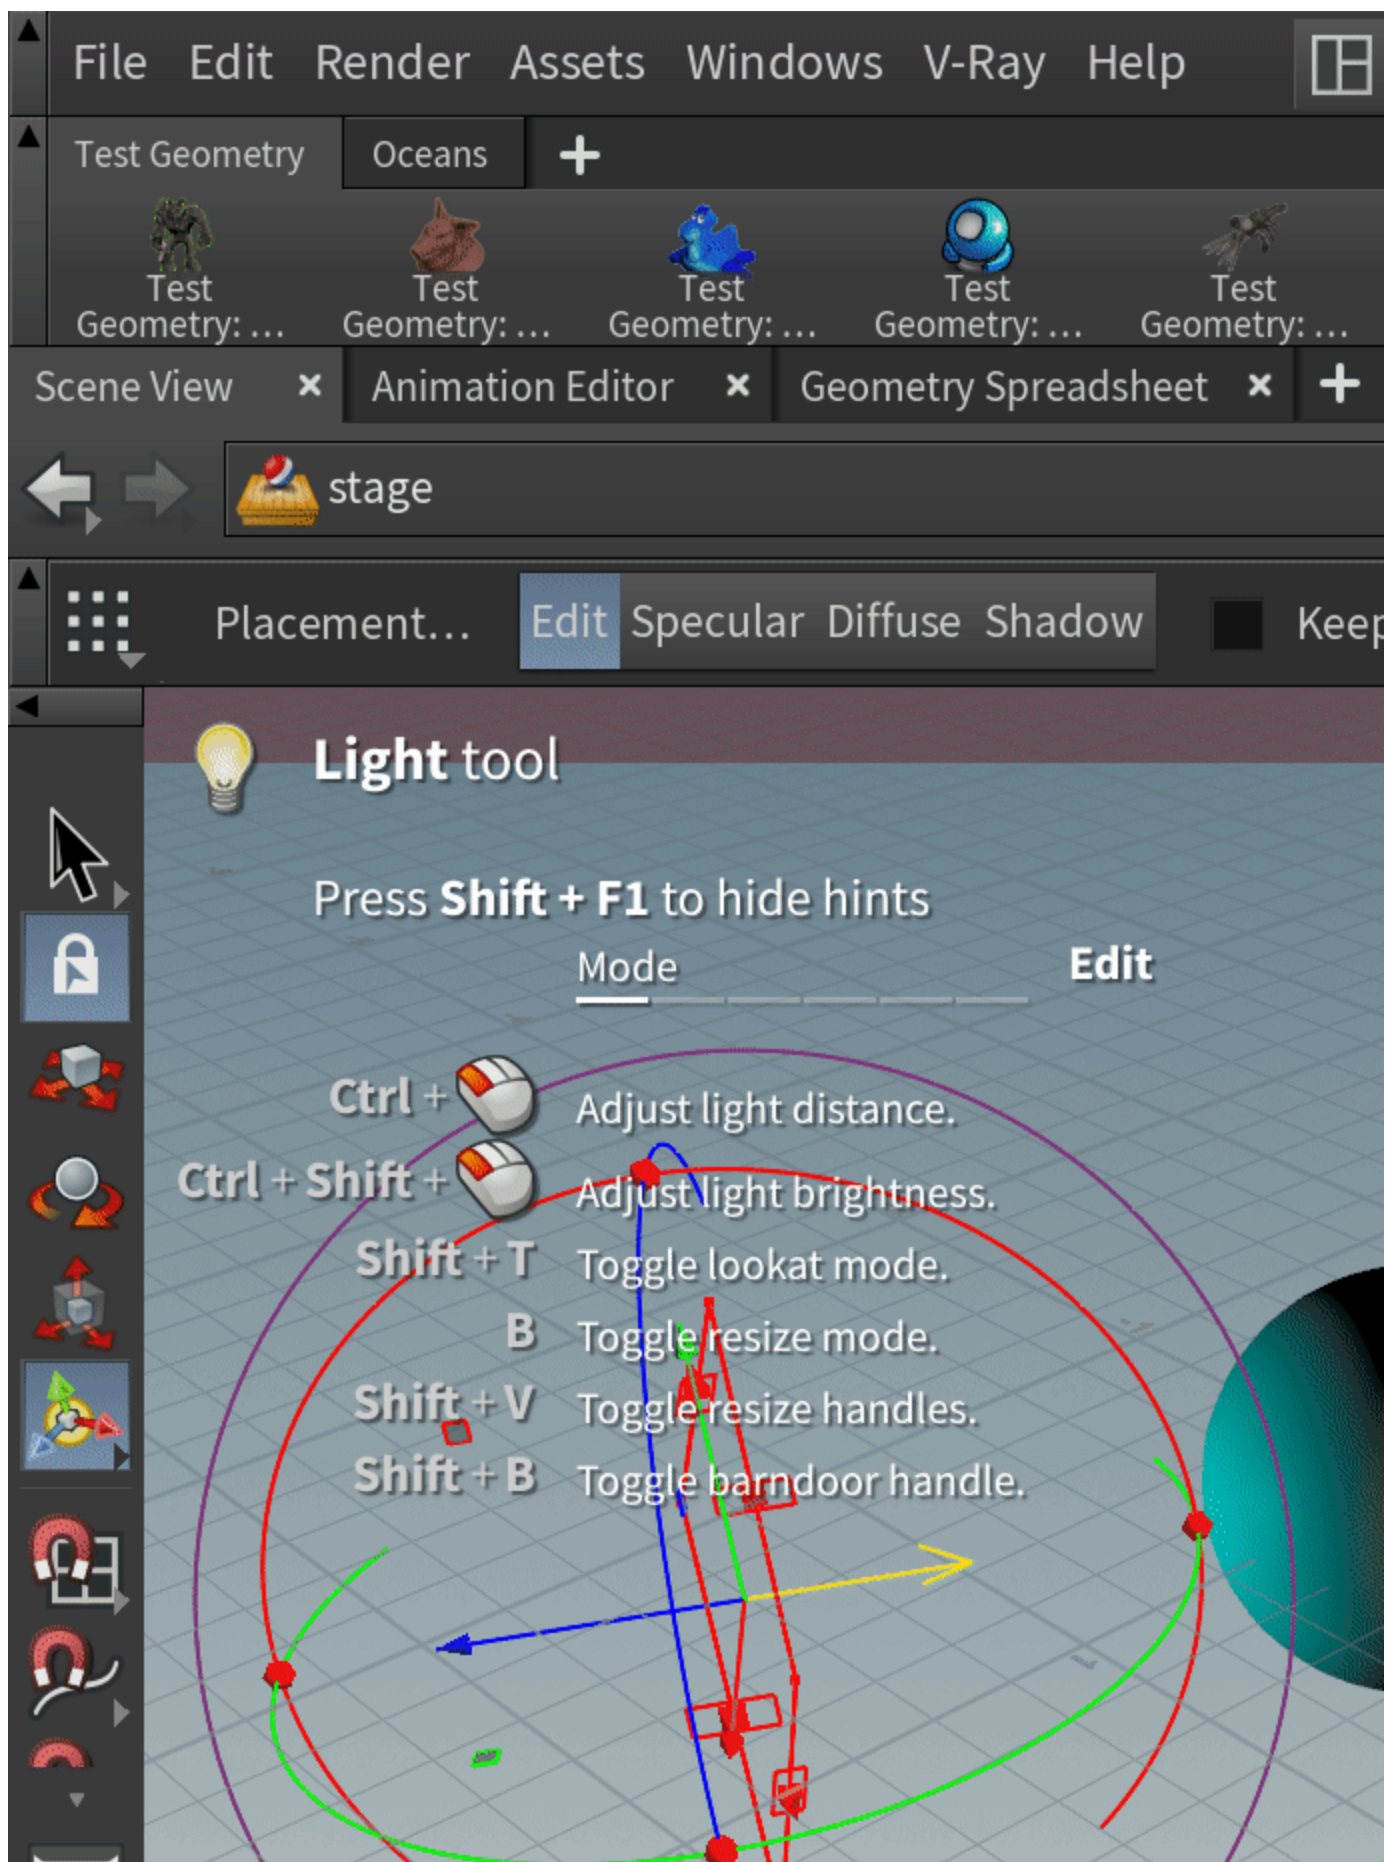 File Edit Render Assets Windows V-Ray Help
Test Geometry Oceans
Test Geometry: ... Test Geometry: ... Test Geometry: ... Test Geometry: ... Test Geometry: ...
Scene View Animation Editor Geometry Spreadsheet
stage
Placement... Edit Specular Diffuse Shadow Keep
Light tool
Press Shift + F1 to hide hints
Mode Edit
Ctrl + Adjust light distance.
Ctrl + Shift + Adjust light brightness.
Shift + T Toggle lookat mode.
B Toggle resize mode.
Shift + V Toggle resize handles.
Shift + B Toggle barndoor handle.